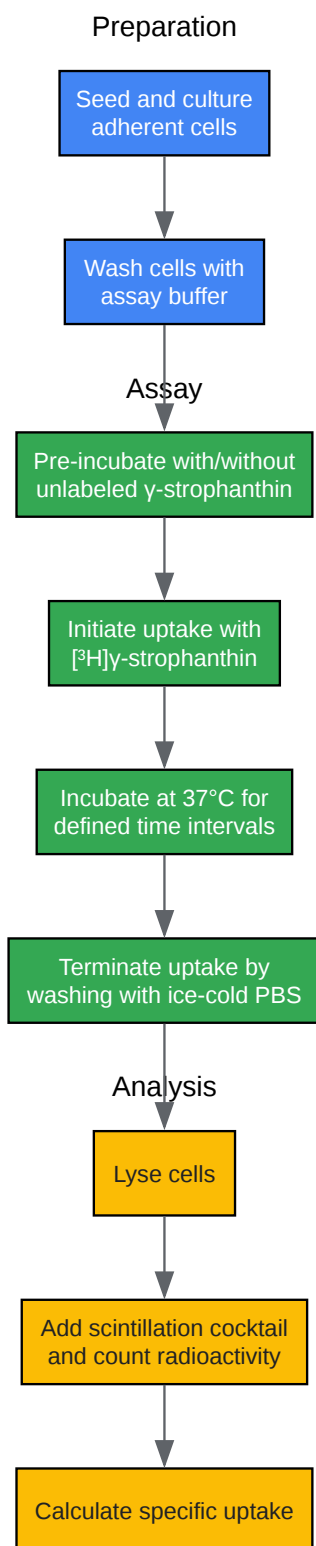 Preparation
Seed and culture
adherent cells
Wash cells with
assay buffer
Assay
Pre-incubate with/without
unlabeled γ-strophanthin
Initiate uptake with
[³H]γ-strophanthin
Incubate at 37°C for
defined time intervals
Terminate uptake by
washing with ice-cold PBS
Analysis
Lyse cells
Add scintillation cocktail
and count radioactivity
Calculate specific uptake